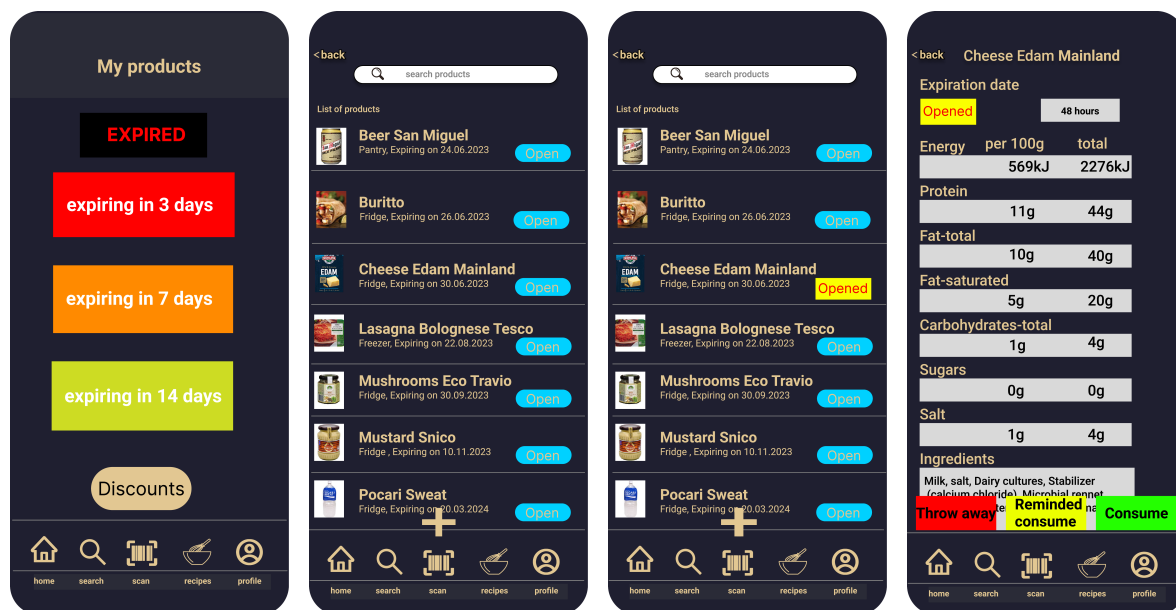 My products
EXPIRED
expiring in 3 days
expiring in 7 days
expiring in 14 days
Discounts
home search scan recipes profile
<back
search products
List of products
Beer San Miguel
Pantry, Expiring on 24.06.2023
Open
Buritto
Fridge, Expiring on 26.06.2023
Open
Cheese Edam Mainland
Fridge, Expiring on 30.06.2023
Open
Lasagna Bolognese Tesco
Freezer, Expiring on 22.08.2023
Open
Mushrooms Eco Travio
Fridge, Expiring on 30.09.2023
Open
Mustard Snico
Fridge , Expiring on 10.11.2023
Open
Pocari Sweat
Fridge, Expiring on 20.03.2024
home search scan recipes profile
<back
search products
List of products
Beer San Miguel
Pantry, Expiring on 24.06.2023
Open
Buritto
Fridge, Expiring on 26.06.2023
Open
EDAM
Cheese Edam Mainland
Fridge, Expiring on 30.06.2023
Opened
Lasagna Bolognese Tesco
Freezer, Expiring on 22.08.2023
Open
Mushrooms Eco Travio
Fridge, Expiring on 30.09.2023
Open
Mustard Snico
Fridge , Expiring on 10.11.2023
Open
Pocari Sweat
Fridge, Expiring on 20.03.2024
home search scan recipes profile
<back Cheese Edam Mainland
Expiration date
Opened 48 hours
Energy per 100g total
569kJ 2276kJ
Protein
11g 44g
Fat-total
10g 40g
Fat-saturated
5g 20g
Carbohydrates-total
1g 4g
Sugars
0g 0g
Salt
1g 4g
Ingredients
Milk, salt, Dairy cultures, Stabilizer
(calcium chloride), Microbial rennet
Throw away Reminded consume Consume
home search scan recipes profile